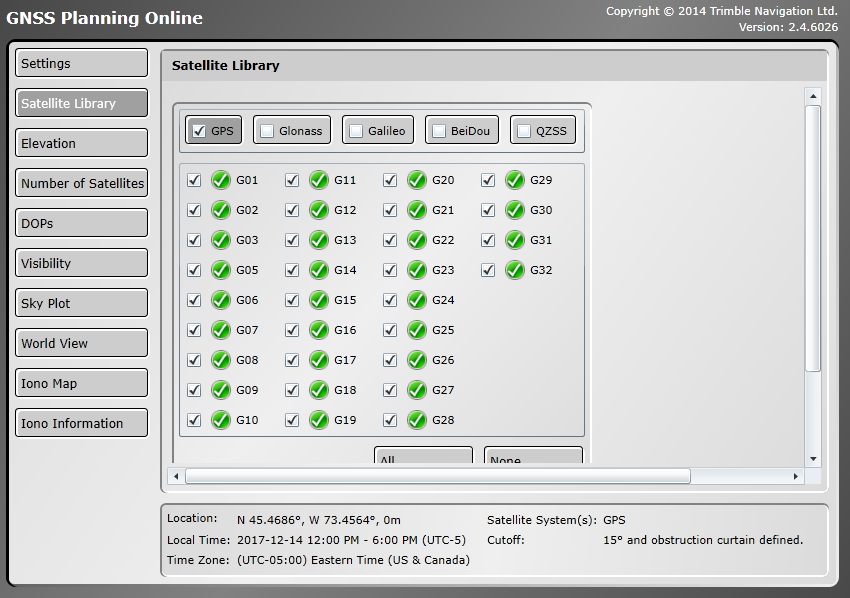 GNSS Planning Online
Copyright © 2014 Trimble Navigation Ltd.
Version: 2.4.6026
Settings
Satellite Library
Elevation
Number of Satellites
DOPs
Visibility
Sky Plot
World View
Iono Map
Iono Information
Satellite Library
GPS Glonass Galileo BeiDou QZSS
G01 G11 G20 G29
G02 G12 G21 G30
G03 G13 G22 G31
G05 G14 G23 G32
G06 G15 G24
G07 G16 G25
G08 G17 G26
G09 G18 G27
G10 G19 G28
All None
Location: N 45.4686°, W 73.4564°, 0m Satellite System(s): GPS
Local Time: 2017-12-14 12:00 PM - 6:00 PM (UTC-5) Cutoff: 15° and obstruction curtain defined.
Time Zone: (UTC-05:00) Eastern Time (US & Canada)